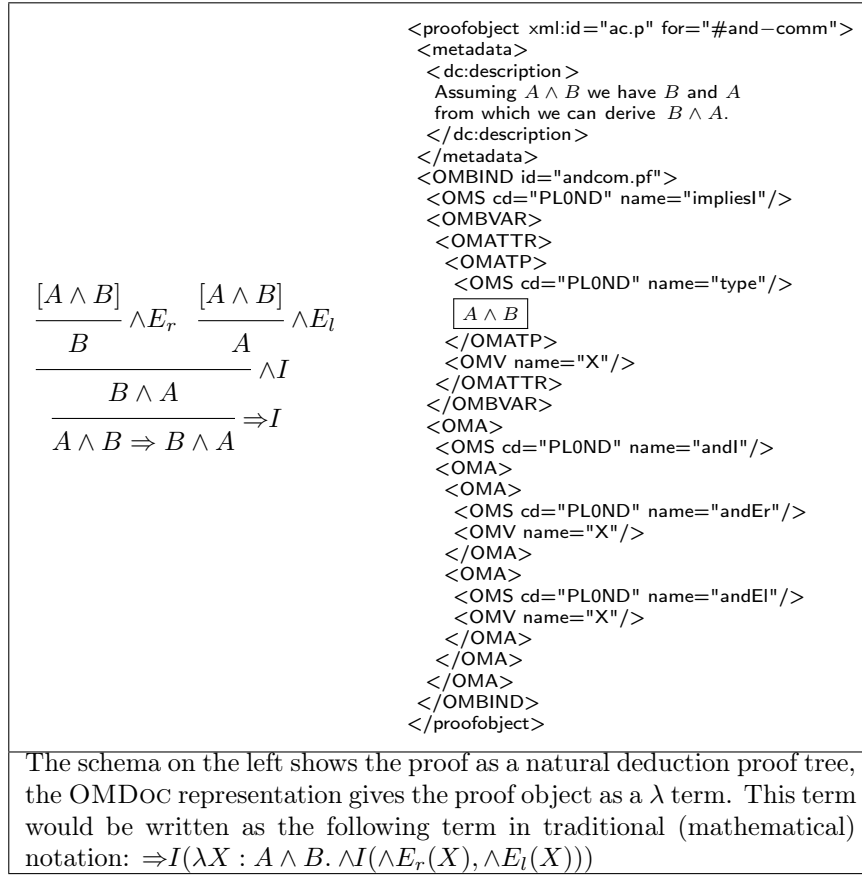 [A ∧ B]
B
∧E_r
[A ∧ B]
A
∧E_l
B ∧ A
∧I
A ∧ B ⇒ B ∧ A
⇒I
<proofobject xml:id="ac.p" for="#and−comm">
<metadata>
<dc:description>
Assuming A ∧ B we have B and A
from which we can derive B ∧ A.
</dc:description>
</metadata>
<OMBIND id="andcom.pf">
<OMS cd="PL0ND" name="impliesI"/>
<OMBVAR>
<OMATTR>
<OMATP>
<OMS cd="PL0ND" name="type"/>
A ∧ B
</OMATP>
<OMV name="X"/>
</OMATTR>
</OMBVAR>
<OMA>
<OMS cd="PL0ND" name="andI"/>
<OMA>
<OMA>
<OMS cd="PL0ND" name="andEr"/>
<OMV name="X"/>
</OMA>
<OMA>
<OMS cd="PL0ND" name="andEl"/>
<OMV name="X"/>
</OMA>
</OMA>
</OMA>
</OMBIND>
</proofobject>
The schema on the left shows the proof as a natural deduction proof tree,
the OMDoc representation gives the proof object as a λ term. This term
would be written as the following term in traditional (mathematical)
notation: ⇒I(λX : A ∧ B. ∧I(∧E_r(X), ∧E_l(X)))